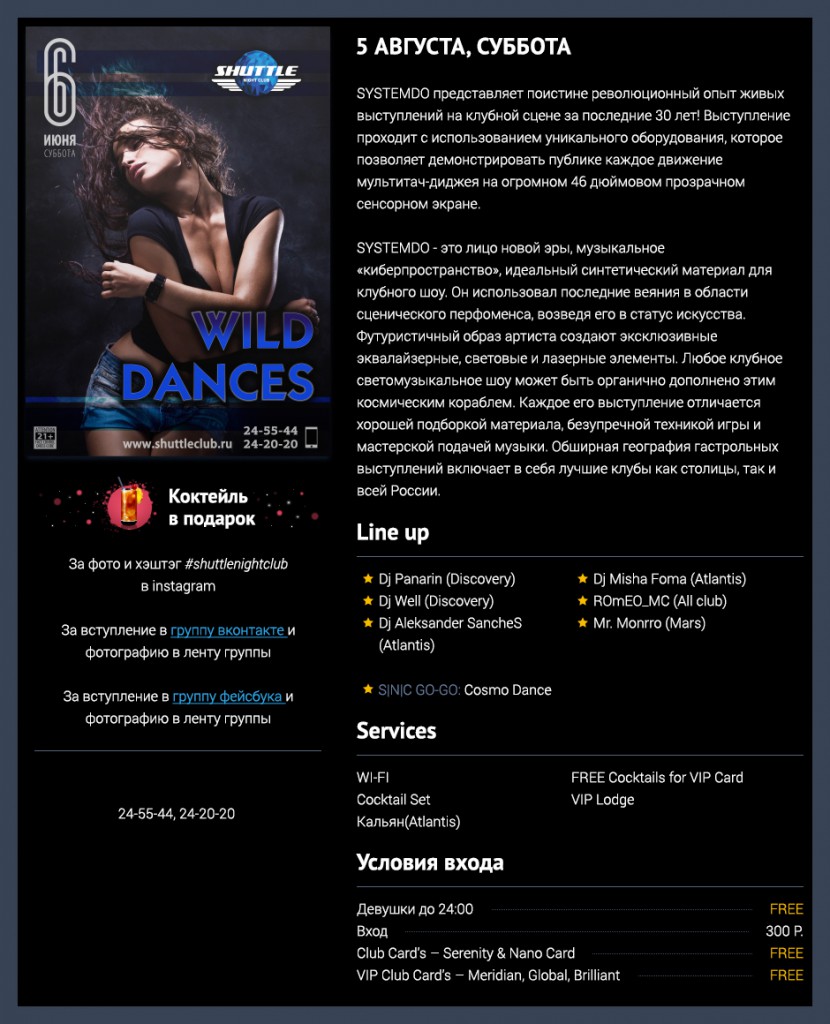 6
ИЮНЯ
СУББОТА
SHUTTLE
NIGHT CLUB
WILD
DANCES
21+
www.shuttleclub.ru
24-55-44
24-20-20
Коктейль
в подарок
За фото и хэштэг #shuttlenightclub
в instagram
За вступление в группу вконтакте и
фотографию в ленту группы
За вступление в группу фейсбука и
фотографию в ленту группы
24-55-44, 24-20-20
5 АВГУСТА, СУББОТА
SYSTEMDO представляет поистине революционный опыт живых
выступлений на клубной сцене за последние 30 лет! Выступление
проходит с использованием уникального оборудования, которое
позволяет демонстрировать публике каждое движение
мультитач-диджея на огромном 46 дюймовом прозрачном
сенсорном экране.
SYSTEMDO - это лицо новой эры, музыкальное
«киберпространство», идеальный синтетический материал для
клубного шоу. Он использовал последние веяния в области
сценического перфоменса, возведя его в статус искусства.
Футуристичный образ артиста создают эксклюзивные
эквалайзерные, световые и лазерные элементы. Любое клубное
светомузыкальное шоу может быть органично дополнено этим
космическим кораблем. Каждое его выступление отличается
хорошей подборкой материала, безупречной техникой игры и
мастерской подачей музыки. Обширная география гастрольных
выступлений включает в себя лучшие клубы как столицы, так и
всей России.
Line up
Dj Panarin (Discovery)
Dj Well (Discovery)
Dj Aleksander SancheS
(Atlantis)
Dj Misha Foma (Atlantis)
ROmEO_MC (All club)
Mr. Monrro (Mars)
S|N|C GO-GO: Cosmo Dance
Services
WI-FI
Cocktail Set
Кальян(Atlantis)
FREE Cocktails for VIP Card
VIP Lodge
Условия входа
Девушки до 24:00 FREE
Вход 300 Р.
Club Card's – Serenity & Nano Card FREE
VIP Club Card's – Meridian, Global, Brilliant FREE